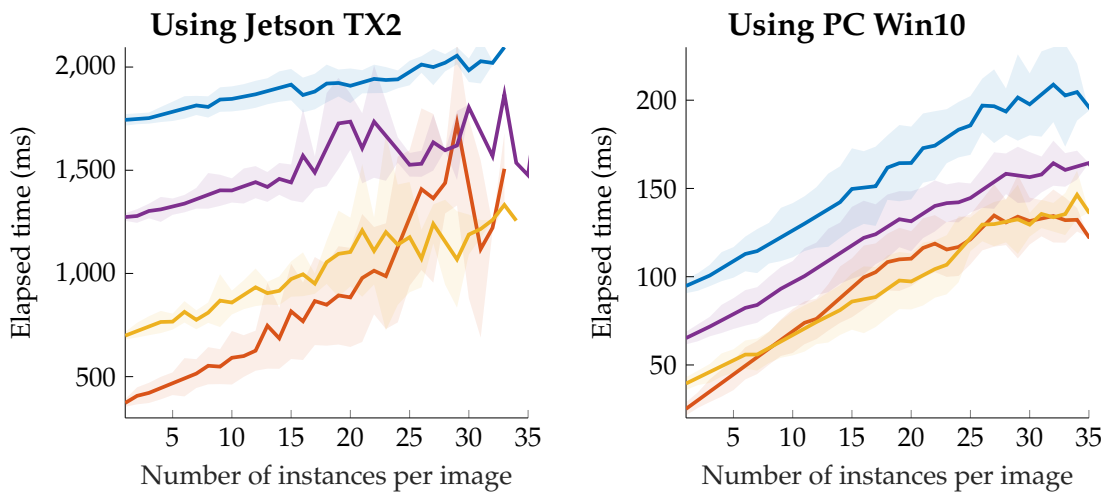 Using Jetson TX2
2,000
1,500
1,000
500
Elapsed time (ms)
5 10 15 20 25 30 35
Number of instances per image
Using PC Win10
200
150
100
50
Elapsed time (ms)
5 10 15 20 25 30 35
Number of instances per image